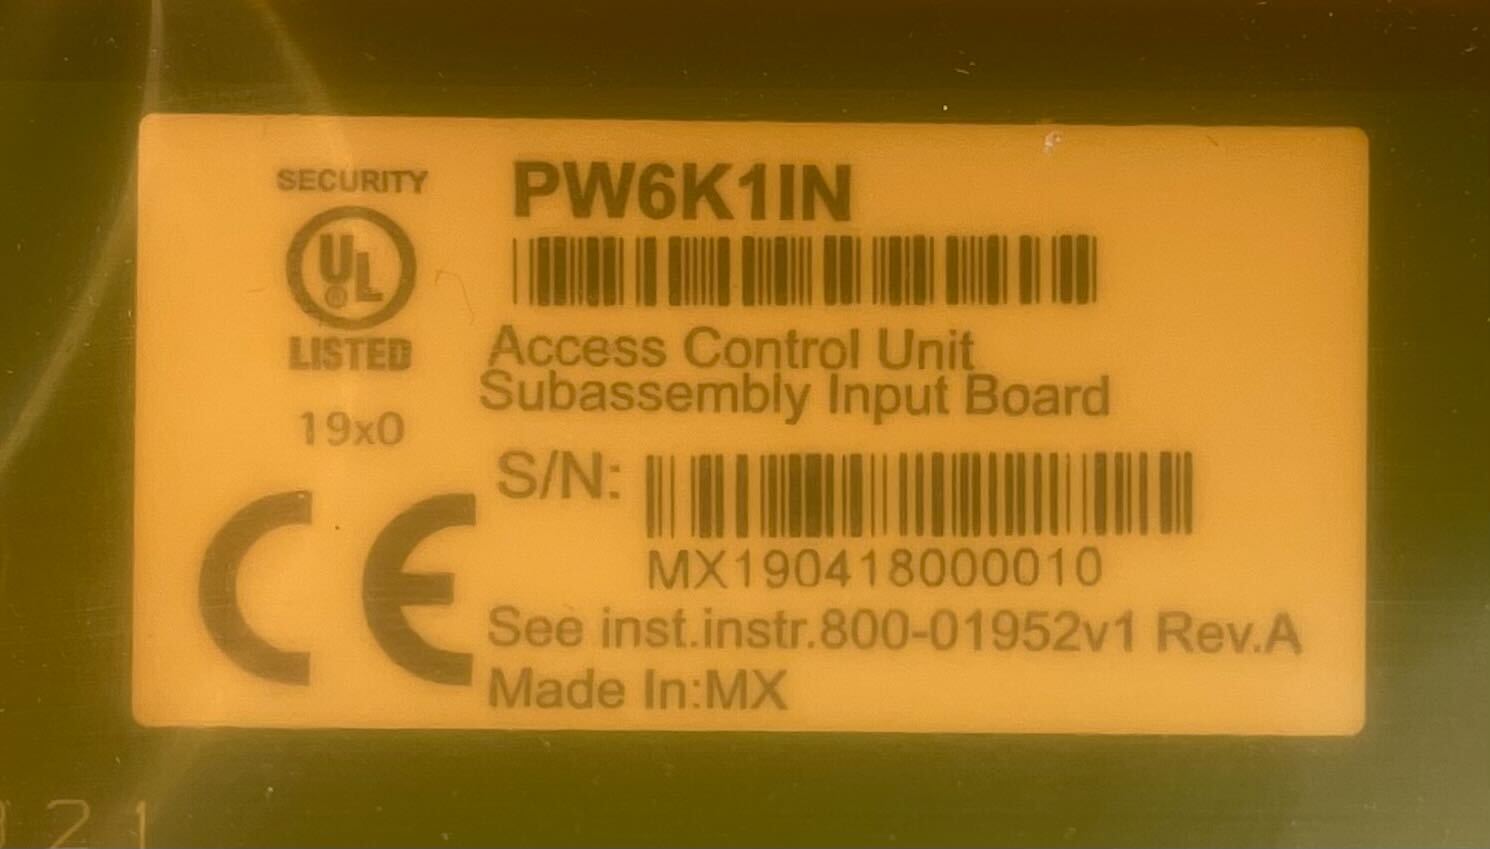 SECURITY
UL
®
LISTED
19x0
CE
PW6K1IN
Access Control Unit
Subassembly Input Board
S/N:
MX190418000010
See inst.instr.800-01952v1 Rev.A
Made In:MX
21